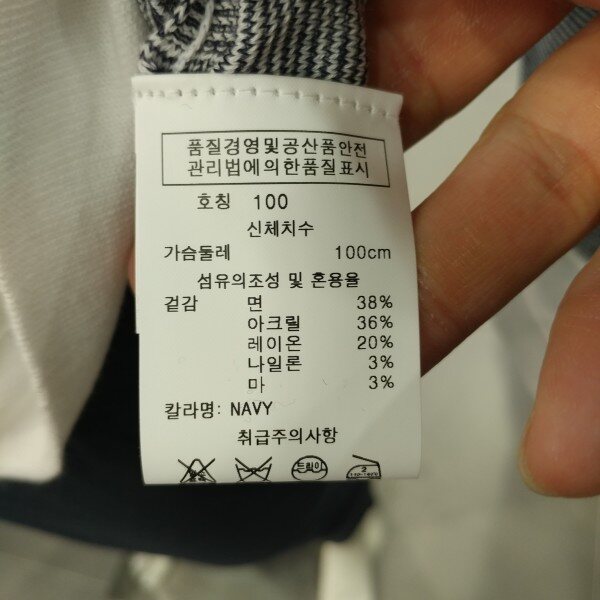 품질경영및공산품안전
관리법에의한품질표시
호칭 100
신체치수
가슴둘레 100cm
섬유의조성 및 혼용율
겉감 면 38%
아크릴 36%
레이온 20%
나일론 3%
마 3%
칼라명: NAVY
취급주의사항
드라이